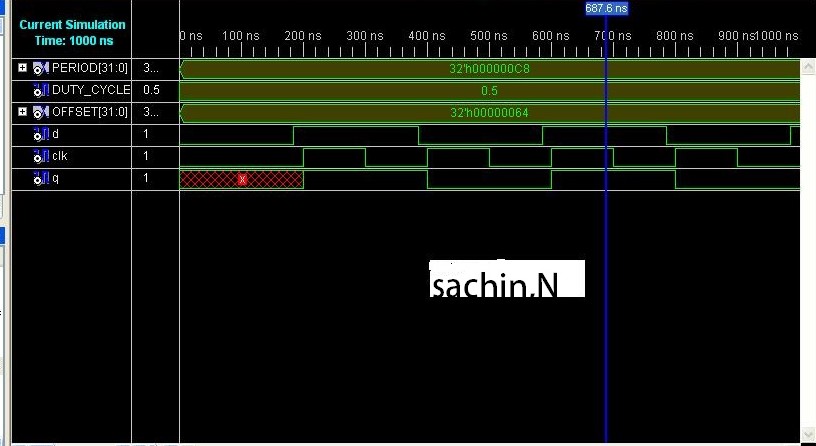 687.6 ns
Current Simulation
Time: 1000 ns
0 ns 100 ns 200 ns 300 ns 400 ns 500 ns 600 ns 700 ns 800 ns 900 ns 1000 ns
PERIOD[31:0] 3... 32'h000000C8
DUTY_CYCLE 0.5 0.5
OFFSET[31:0] 3... 32'h00000064
d 1
clk 1
q 1 x
sachin.N